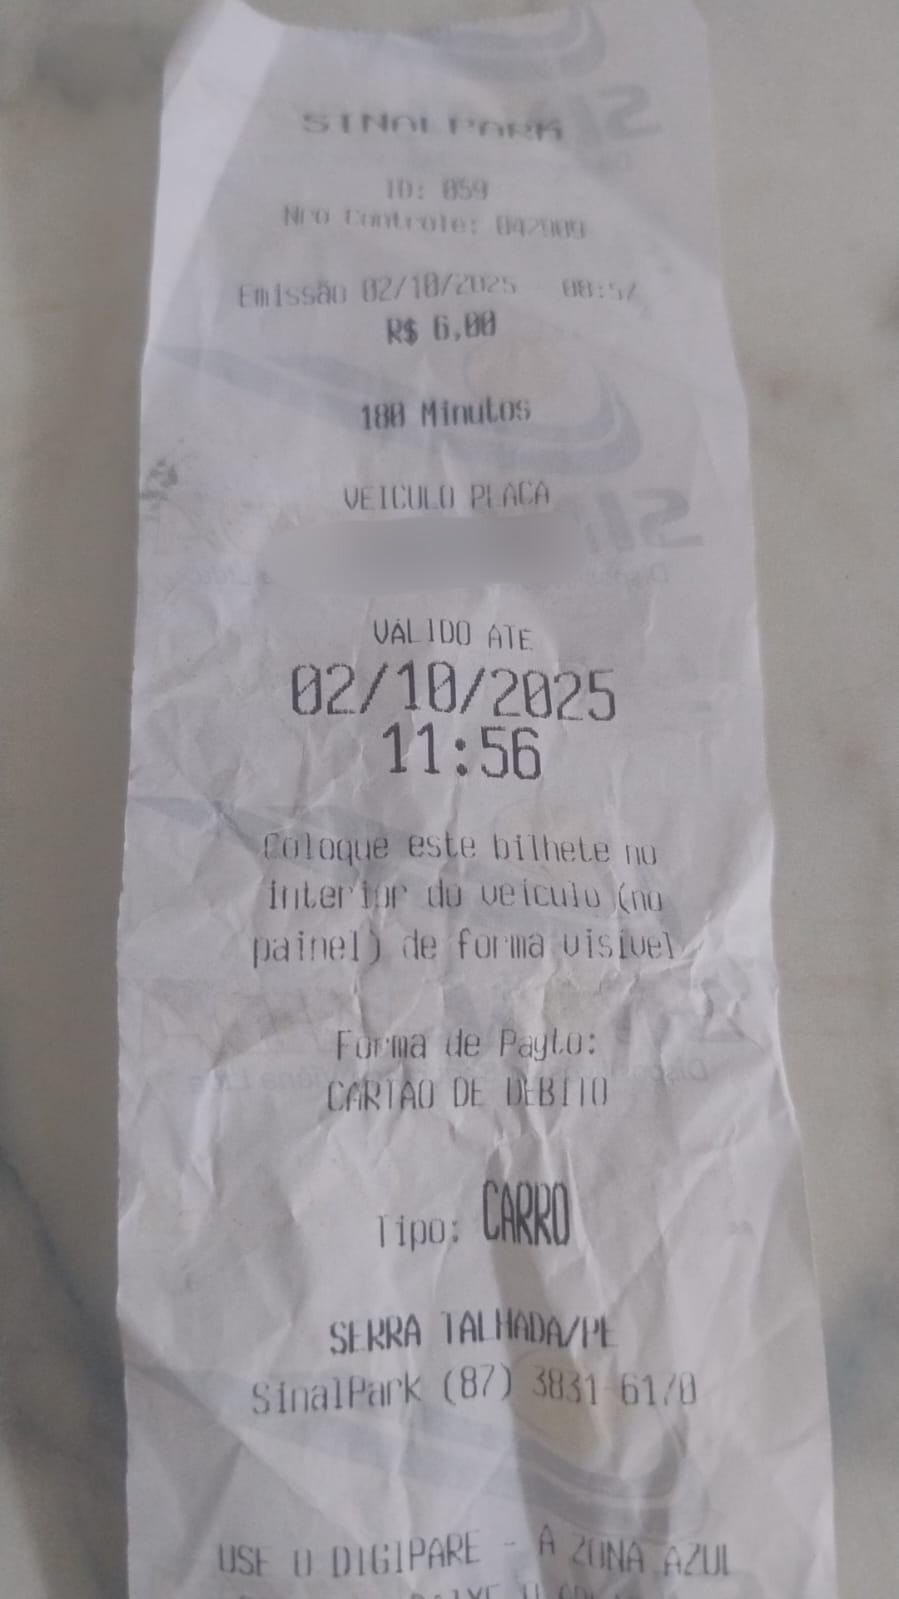 SINALPARK
ID: 059
Nro Controle: 042009
Emissão 02/10/2025 08:57
R$ 6,00
180 Minutos
VEICULO PLACA
VALIDO ATE
02/10/2025
11:56
Coloque este bilhete no
interior do veiculo (no
painel) de forma visivel
Forma de Payto:
CARTAO DE DEBITO
Tipo: CARRO
SERRA TALHADA/PE
SinalPark (87) 3831-6170
USE O DIGIPARE - A ZONA AZUL